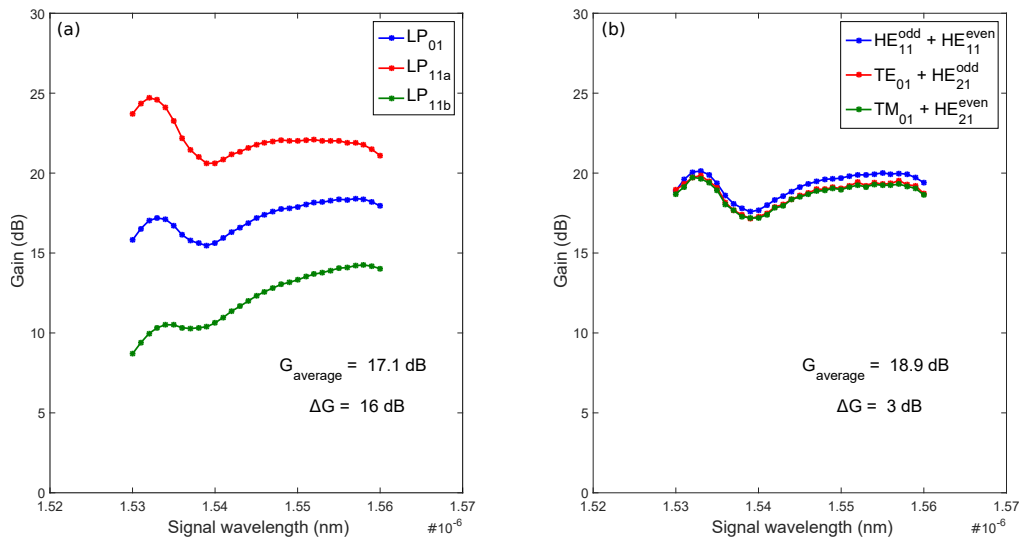 (a)
LP01
LP11a
LP11b
30
25
20
15
10
5
0
Gain (dB)
Gaverage = 17.1 dB
ΔG = 16 dB
1.52 1.53 1.54 1.55 1.56 1.57
Signal wavelength (nm)
#10-6
(b)
HE11odd + HE11even
TE01 + HE21odd
TM01 + HE21even
30
25
20
15
10
5
0
Gain (dB)
Gaverage = 18.9 dB
ΔG = 3 dB
1.52 1.53 1.54 1.55 1.56 1.57
Signal wavelength (nm)
#10-6